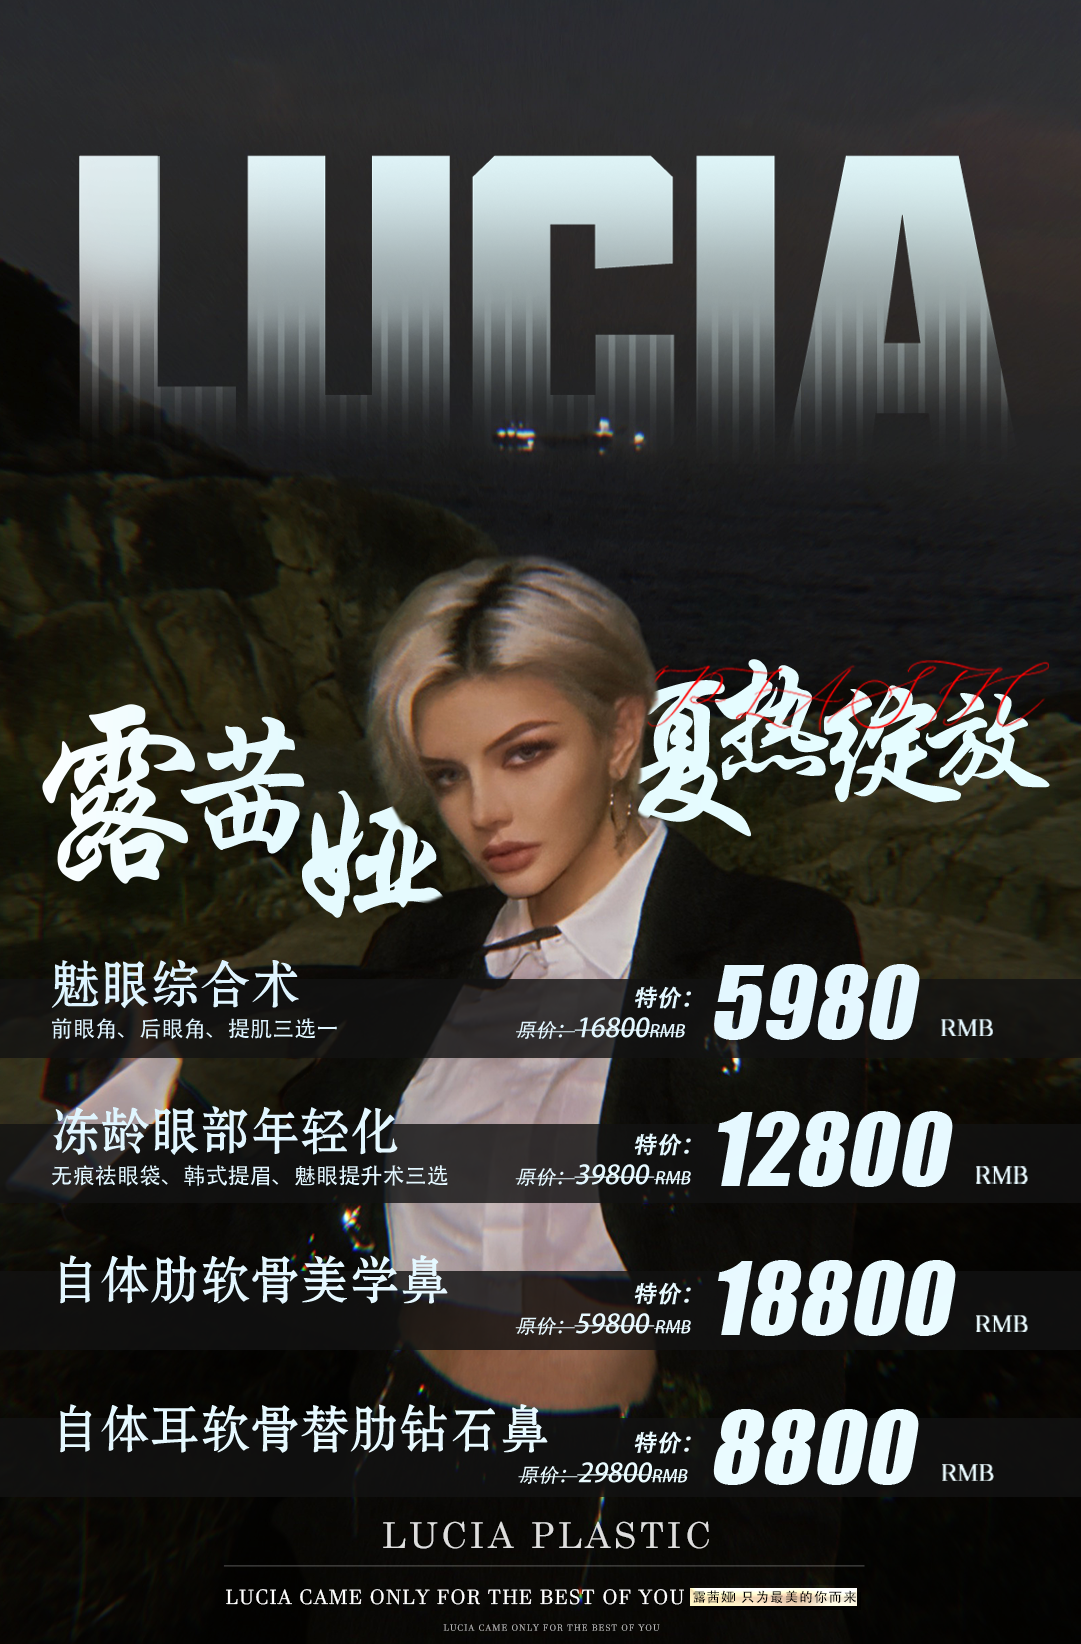 LUCIA
PLASTIC
夏热绽放
露茜娅
魅眼综合术
前眼角、后眼角、提肌三选一
特价: 5980 RMB
原价: 16800RMB
冻龄眼部年轻化
无痕祛眼袋、韩式提眉、魅眼提升术三选
特价: 12800 RMB
原价: 39800 RMB
自体肋软骨美学鼻
特价: 18800 RMB
原价: 59800 RMB
自体耳软骨替肋钻石鼻
特价: 8800 RMB
原价: 29800RMB
LUCIA PLASTIC
LUCIA CAME ONLY FOR THE BEST OF YOU 露茜娅 只为最美的你而来
LUCIA CAME ONLY FOR THE BEST OF YOU